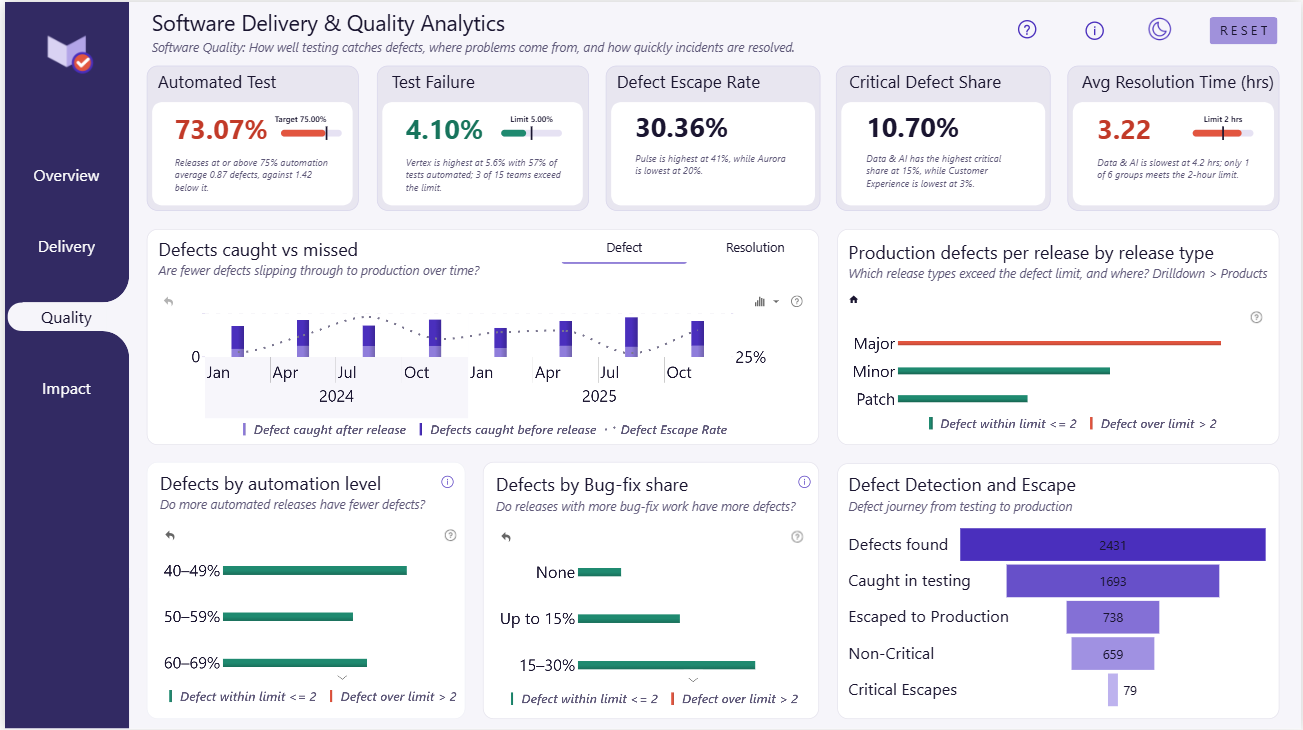 Software Delivery & Quality Analytics
Software Quality: How well testing catches defects, where problems come from, and how quickly incidents are resolved.
RESET
Overview
Delivery
Quality
Impact
Automated Test
73.07%
Target 75.00%
Releases at or above 75% automation
average 0.87 defects, against 1.42
below it.
Test Failure
4.10%
Limit 5.00%
Vertex is highest at 5.6% with 57% of
tests automated; 3 of 15 teams exceed
the limit.
Defect Escape Rate
30.36%
Pulse is highest at 41%, while Aurora
is lowest at 20%.
Critical Defect Share
10.70%
Data & AI has the highest critical
share at 15%, while Customer
Experience is lowest at 3%.
Avg Resolution Time (hrs)
3.22
Limit 2 hrs
Data & AI is slowest at 4.2 hrs; only 1
of 6 groups meets the 2-hour limit.
Defects caught vs missed
Are fewer defects slipping through to production over time?
Defect
Resolution
0
25%
Jan Apr Jul Oct Jan Apr Jul Oct
2024 2025
Defect caught after release Defects caught before release Defect Escape Rate
Production defects per release by release type
Which release types exceed the defect limit, and where? Drilldown > Products
Major
Minor
Patch
Defect within limit <= 2 Defect over limit > 2
Defects by automation level
Do more automated releases have fewer defects?
40–49%
50–59%
60–69%
Defect within limit <= 2 Defect over limit > 2
Defects by Bug-fix share
Do releases with more bug-fix work have more defects?
None
Up to 15%
15–30%
Defect within limit <= 2 Defect over limit > 2
Defect Detection and Escape
Defect journey from testing to production
Defects found 2431
Caught in testing 1693
Escaped to Production 738
Non-Critical 659
Critical Escapes 79